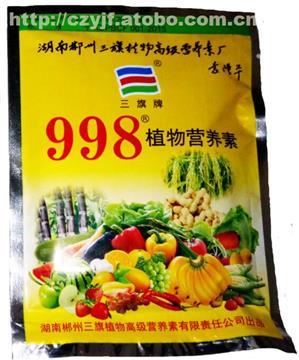 http://czyjf.atobo.com.cn
湖南郴州三旗植物高级营养素厂
三旗牌
998®植物营养素
湖南郴州三旗植物高级营养素有限责任公司出品